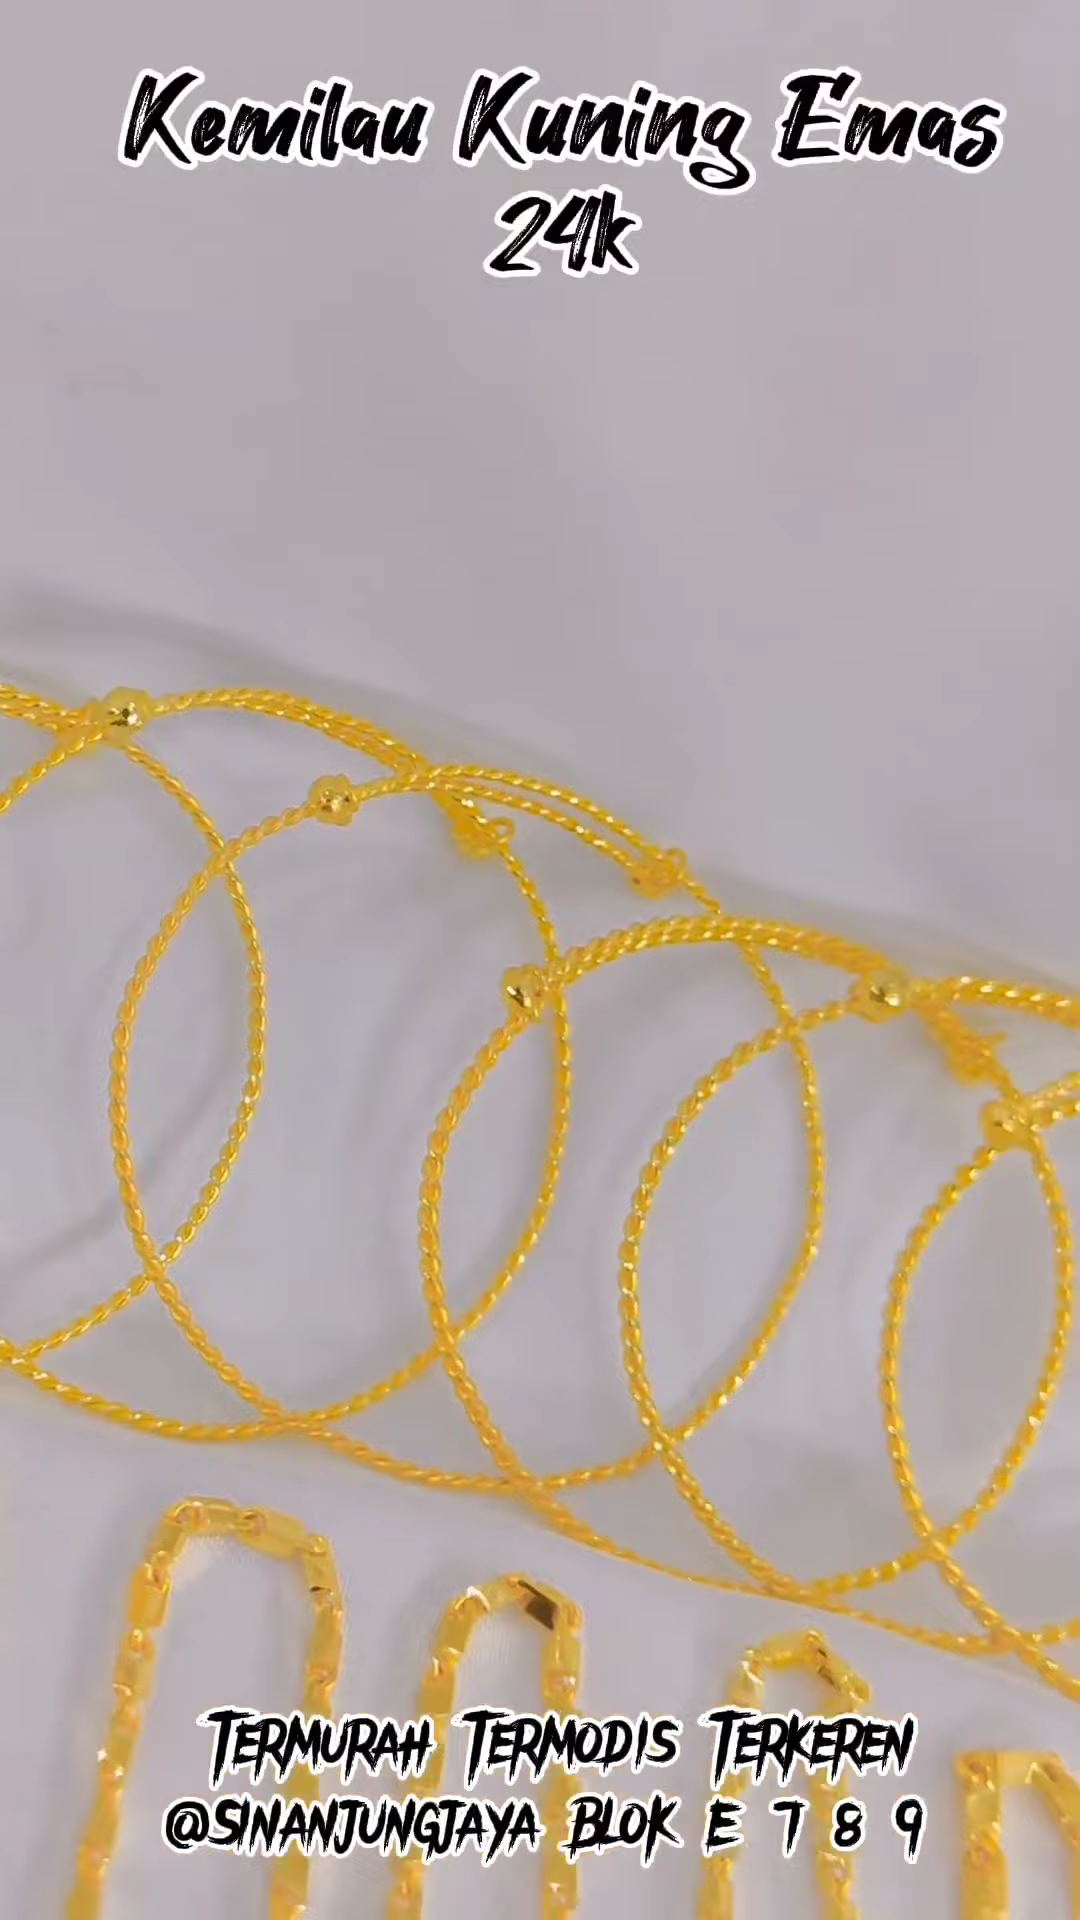 Kemilau Kuning Emas
24k
TERMURAH TERMODIS TERKEREN
@SINANJUNGJAYA BLOK E 7 8 9